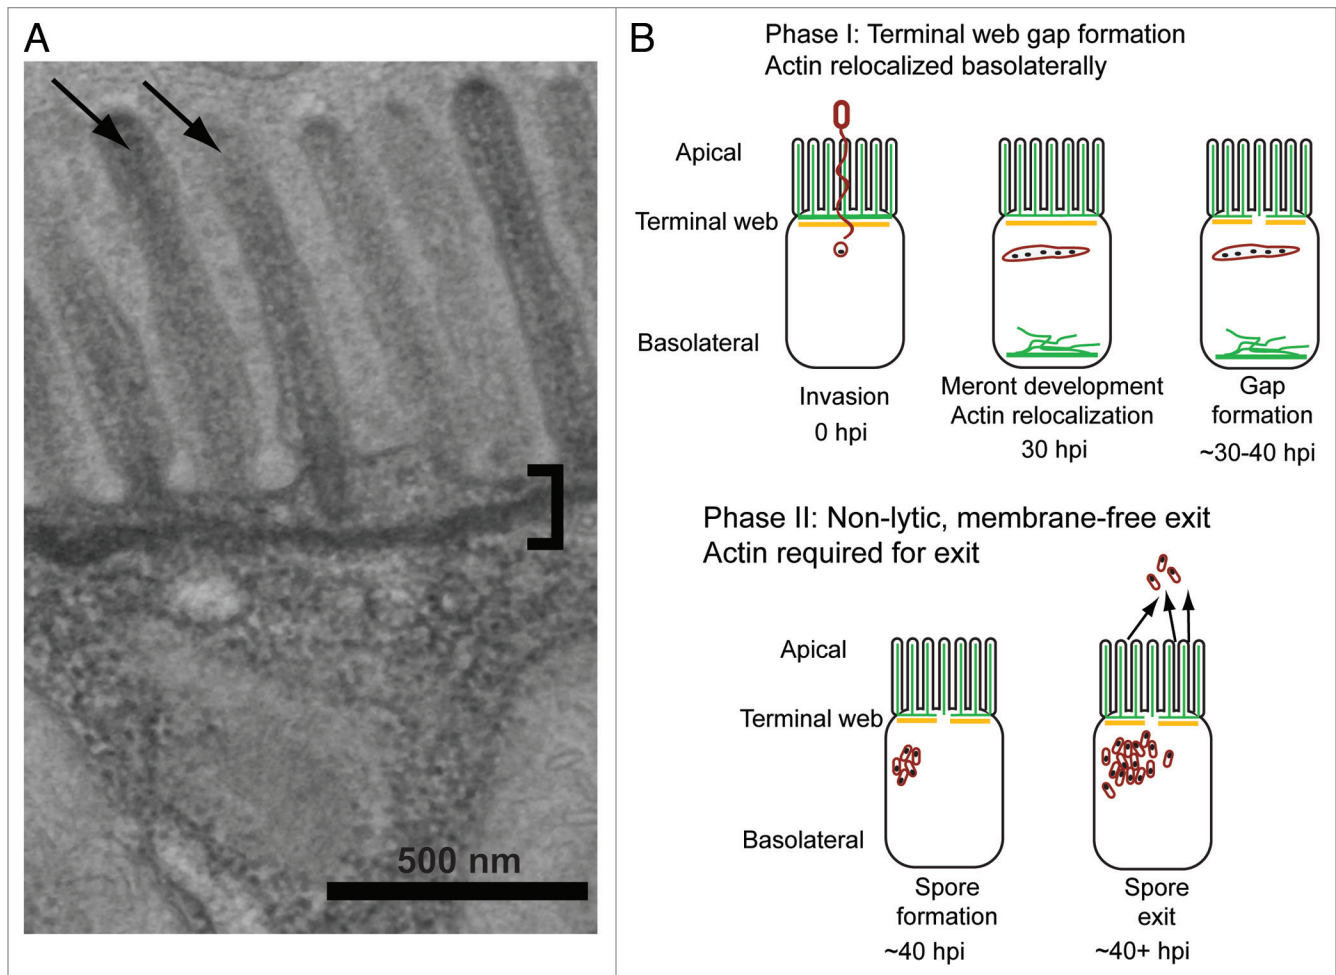 A
500 nm
B
Phase I: Terminal web gap formation
Actin relocalized basolaterally
Apical
Terminal web
Basolateral
Invasion
0 hpi
Meront development
Actin relocalization
30 hpi
Gap
formation
~30-40 hpi
Phase II: Non-lytic, membrane-free exit
Actin required for exit
Apical
Terminal web
Basolateral
Spore
formation
~40 hpi
Spore
exit
~40+ hpi